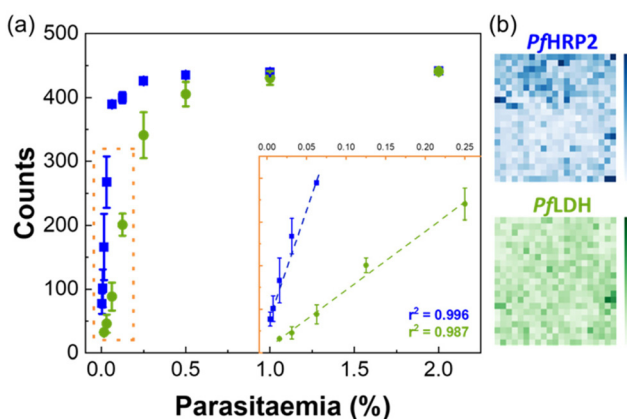 (a)
500
400
300
200
100
0
Counts
0.0
0.5
1.0
1.5
2.0
Parasitaemia (%)
0.00
0.05
0.10
0.15
0.20
0.25
r² = 0.996
r² = 0.987
(b)
PfHRP2
PfLDH